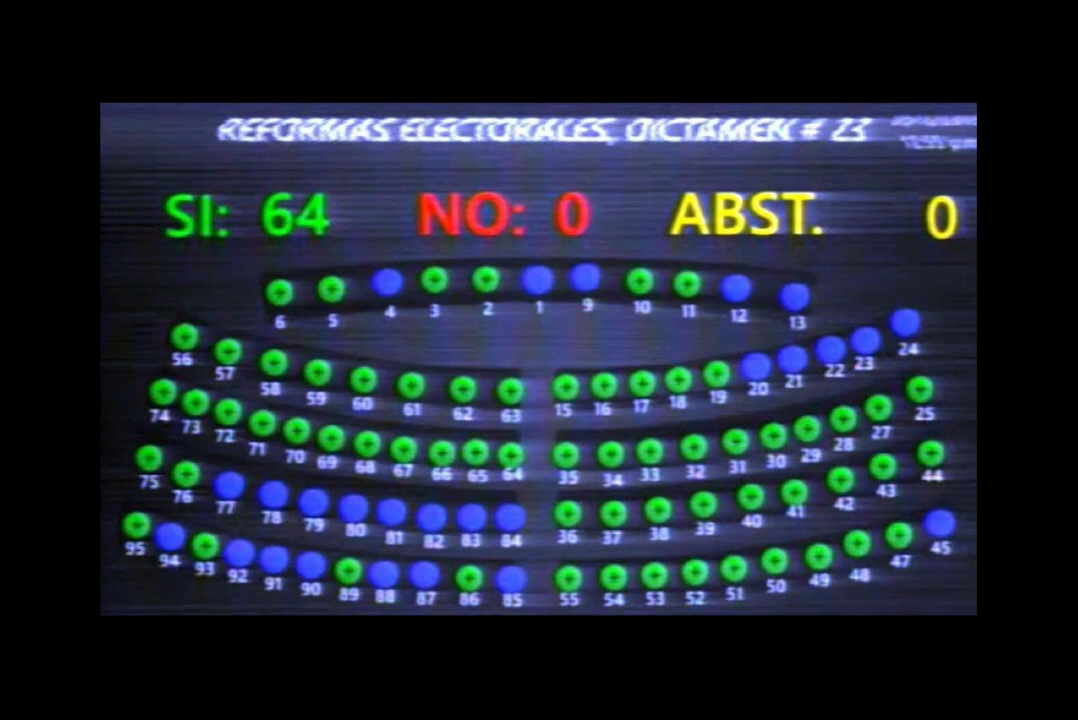 REFORMAS ELECTORALES, DICTAMEN # 23
SI: 64 NO: 0 ABST. 0
6 5 4 3 2 1 9 10 11 12 13
56 57 58 59 60 61 62 63 15 16 17 18 19 20 21 22 23 24
74 73 72 71 70 69 68 67 66 65 64 35 34 33 32 31 30 29 28 27 25
75 76 77 78 79 80 81 82 83 84 36 37 38 39 40 41 42 43 44
95 94 93 92 91 90 89 88 87 86 85 55 54 53 52 51 50 49 48 47 45